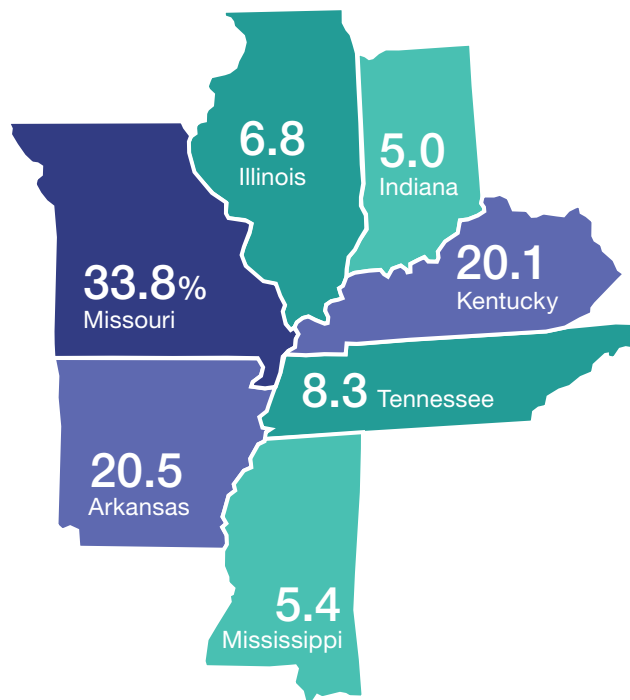 6.8
Illinois
5.0
Indiana
33.8%
Missouri
20.1
Kentucky
8.3 Tennessee
20.5
Arkansas
5.4
Mississippi